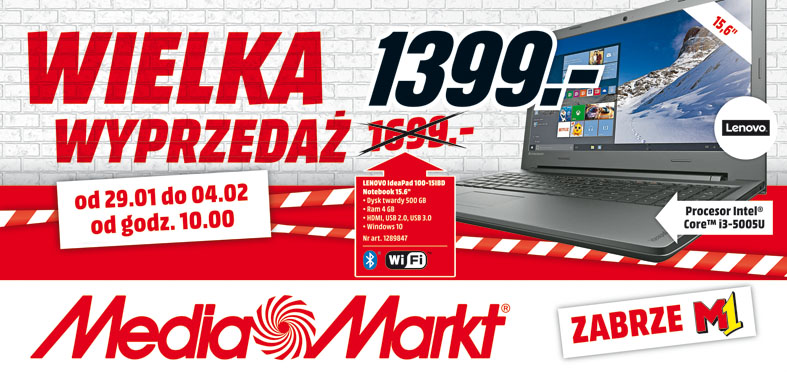 WIELKA
WYPRZEDAŻ
1399.-
1699.-
od 29.01 do 04.02
od godz. 10.00
LENOVO IdeaPad 100-15IBD
Notebook 15.6"
• Dysk twardy 500 GB
• Ram 4 GB
• HDMI, USB 2.0, USB 3.0
• Windows 10
Nr art. 1289847
WiFi
15,6"
Lenovo
Procesor Intel®
Core™ i3-5005U
Media Markt®
ZABRZE M1